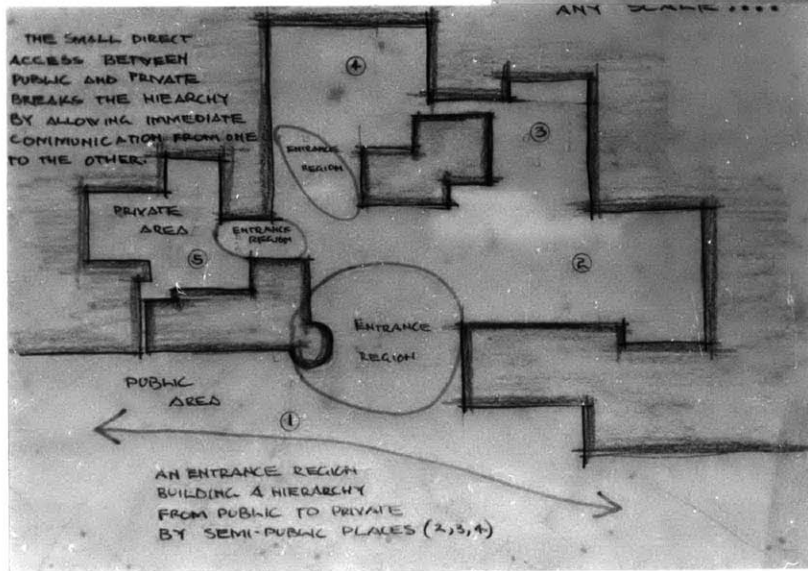 ANY SCALE....
THE SMALL DIRECT
ACCESS BETWEEN
PUBLIC AND PRIVATE
BREAKS THE HIEARCHY
BY ALLOWING IMMEDIATE
COMMUNICATION FROM ONE
TO THE OTHER.
4
3
ENTRANCE
REGION
PRIVATE
AREA
ENTRANCE
REGION
5
2
ENTRANCE
REGION
PUBLIC
AREA
1
AN ENTRANCE REGION
BUILDING A HIERARCHY
FROM PUBLIC TO PRIVATE
BY SEMI-PUBLIC PLACES (2,3,4)